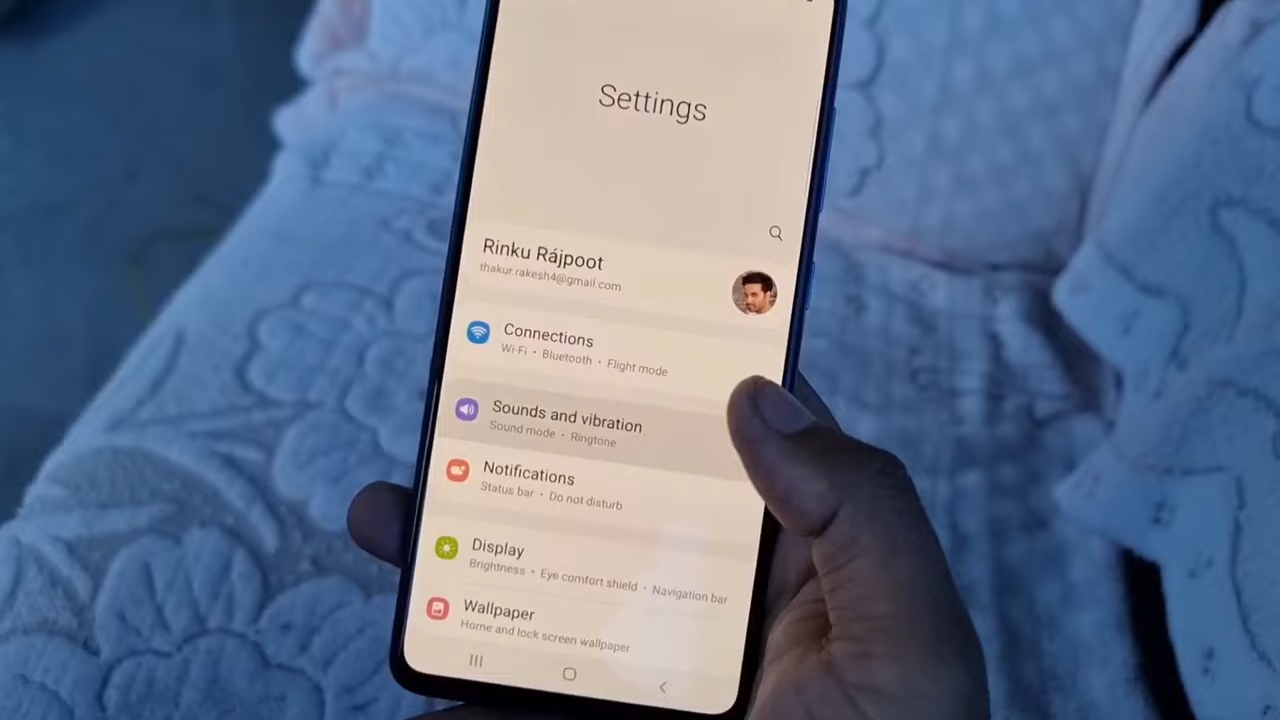 Settings
Rinku Rájpoot
thakur.rakesh4@gmail.com
Connections
Wi-Fi • Bluetooth • Flight mode
Sounds and vibration
Sound mode • Ringtone
Notifications
Status bar • Do not disturb
Display
Brightness • Eye comfort shield • Navigation bar
Wallpaper
Home and lock screen wallpaper